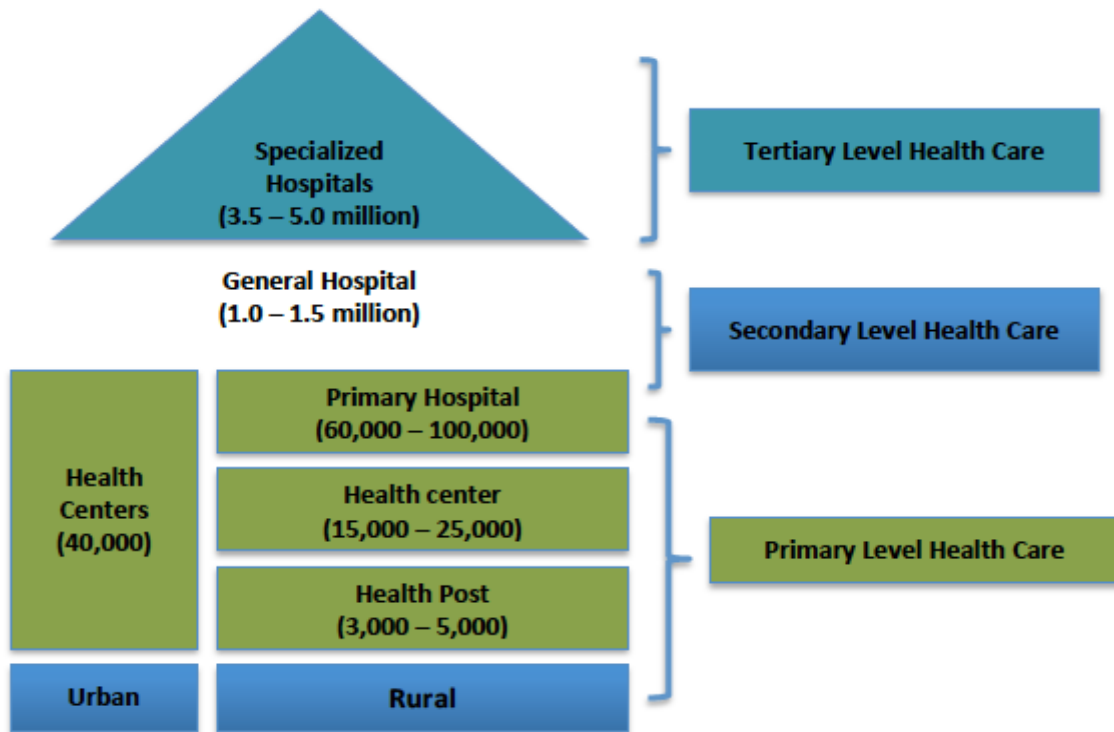 Specialized
Hospitals
(3.5 – 5.0 million)
Tertiary Level Health Care
General Hospital
(1.0 – 1.5 million)
Secondary Level Health Care
Health
Centers
(40,000)
Primary Hospital
(60,000 – 100,000)
Health center
(15,000 – 25,000)
Health Post
(3,000 – 5,000)
Primary Level Health Care
Urban
Rural